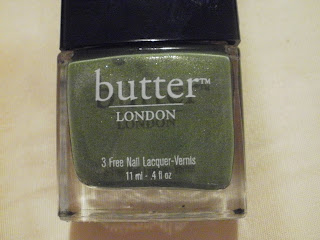 butter™
LONDON
3 Free Nail Lacquer-Vernis
11 ml - .4 fl oz